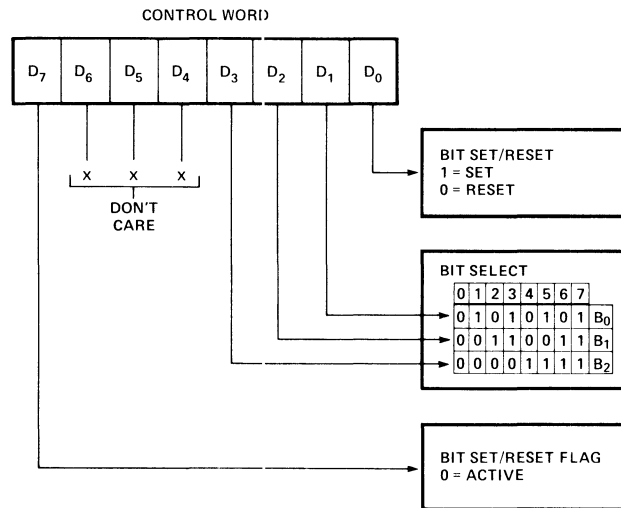 CONTROL WORD
D7 D6 D5 D4 D3 D2 D1 D0
X X X
DON'T
CARE
BIT SET/RESET
1 = SET
0 = RESET
BIT SELECT
0 1 2 3 4 5 6 7
0 1 0 1 0 1 0 1 B0
0 0 1 1 0 0 1 1 B1
0 0 0 0 1 1 1 1 B2
BIT SET/RESET FLAG
0 = ACTIVE